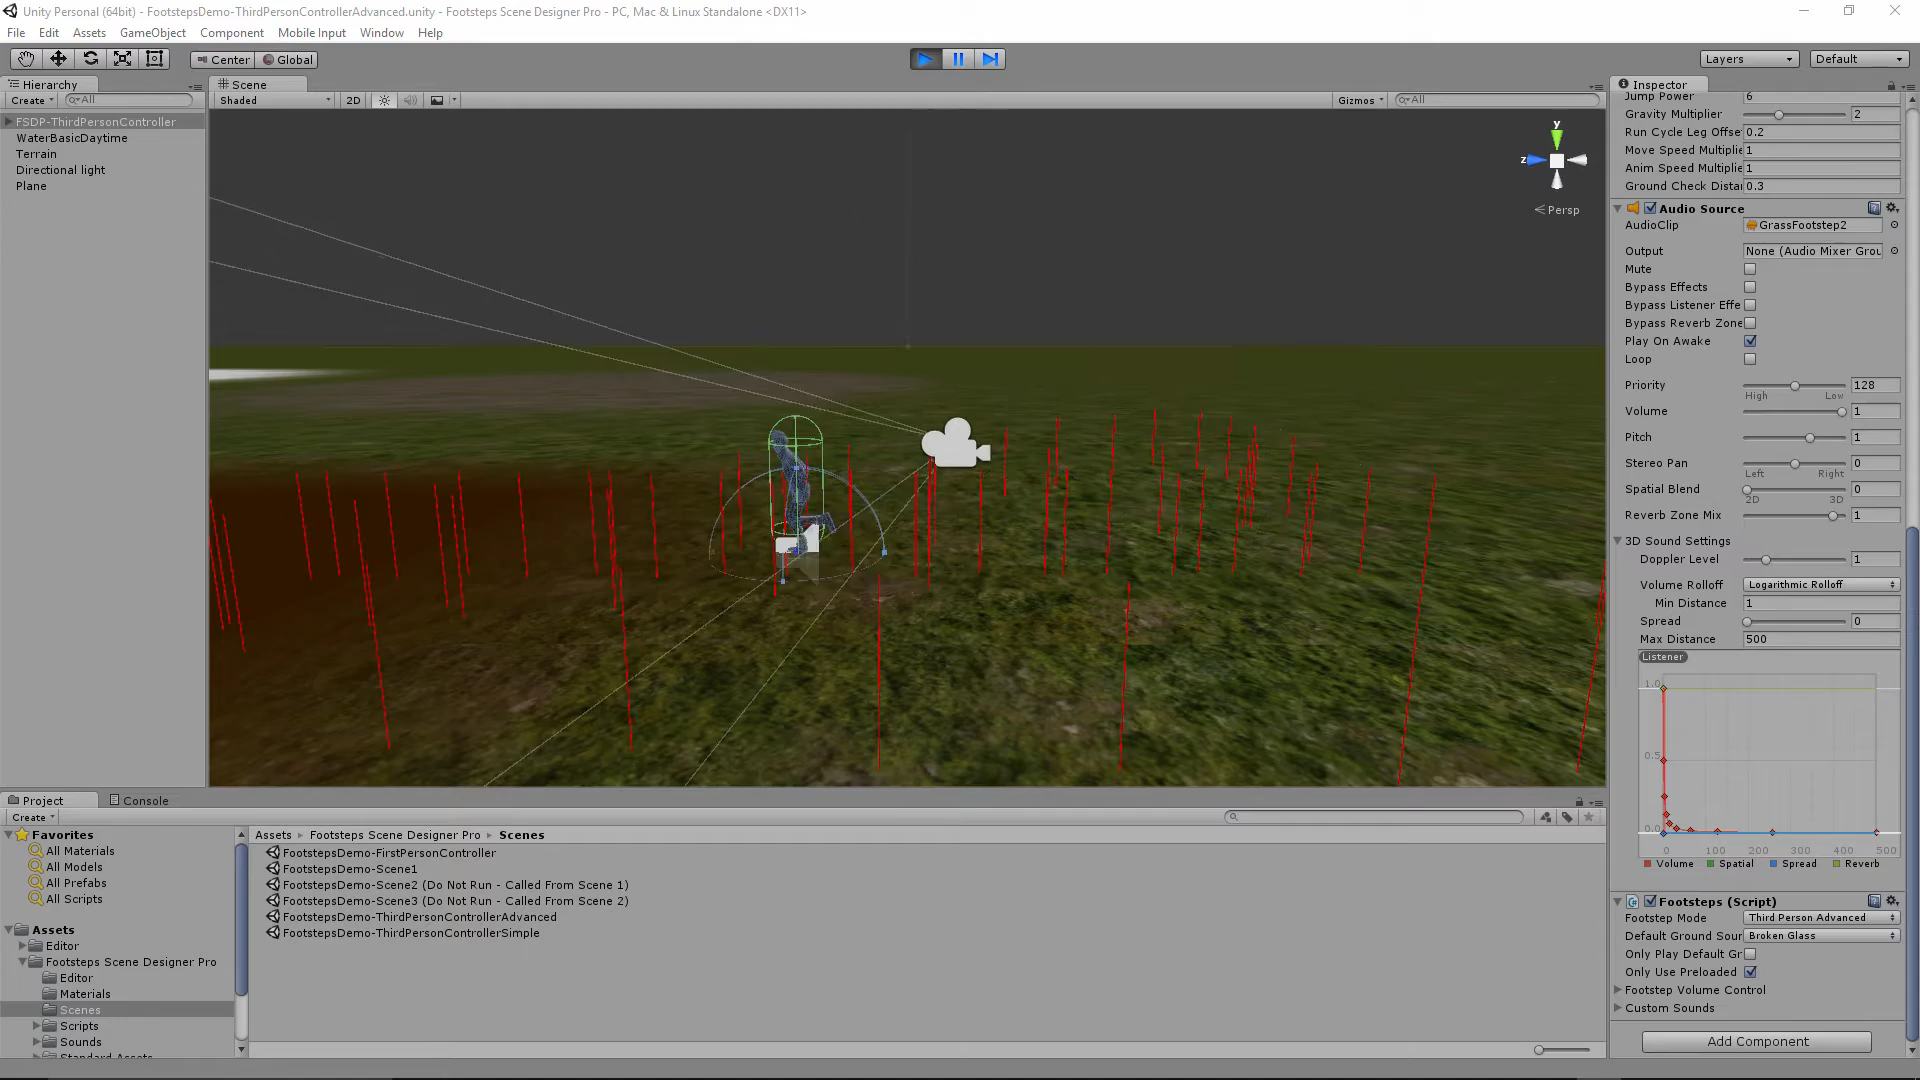 Unity Personal (64bit) - FootstepsDemo-ThirdPersonControllerAdvanced.unity - Footsteps Scene Designer Pro - PC, Mac & Linux Standalone <DX11>
File Edit Assets GameObject Component Mobile Input Window Help
Center Global Layers Default
Hierarchy
Create All
FSDP-ThirdPersonController
WaterBasicDaytime
Terrain
Directional light
Plane
Scene
Shaded 2D Gizmos All
y
z
Persp
Inspector
Jump Power 6
Gravity Multiplier 2
Run Cycle Leg Offse 0.2
Move Speed Multiplie 1
Anim Speed Multiplie 1
Ground Check Distar 0.3
Audio Source
AudioClip GrassFootstep2
Output None (Audio Mixer Grou
Mute
Bypass Effects
Bypass Listener Effe
Bypass Reverb Zone
Play On Awake
Loop
Priority 128
High Low
Volume 1
Pitch 1
Stereo Pan 0
Left Right
Spatial Blend 0
2D 3D
Reverb Zone Mix 1
3D Sound Settings
Doppler Level 1
Volume Rolloff Logarithmic Rolloff
Min Distance 1
Spread 0
Max Distance 500
Listener
1.0
0.5
0.0
0 100 200 300 400 500
Volume Spatial Spread Reverb
Footsteps (Script)
Footstep Mode Third Person Advanced
Default Ground Sour Broken Glass
Only Play Default Gr
Only Use Preloaded
Footstep Volume Control
Custom Sounds
Add Component
Project Console
Create
Favorites
All Materials
All Models
All Prefabs
All Scripts
Assets
Editor
Footsteps Scene Designer Pro
Editor
Materials
Scenes
Scripts
Sounds
Standard Assets
Assets Footsteps Scene Designer Pro Scenes
FootstepsDemo-FirstPersonController
FootstepsDemo-Scene1
FootstepsDemo-Scene2 (Do Not Run - Called From Scene 1)
FootstepsDemo-Scene3 (Do Not Run - Called From Scene 2)
FootstepsDemo-ThirdPersonControllerAdvanced
FootstepsDemo-ThirdPersonControllerSimple